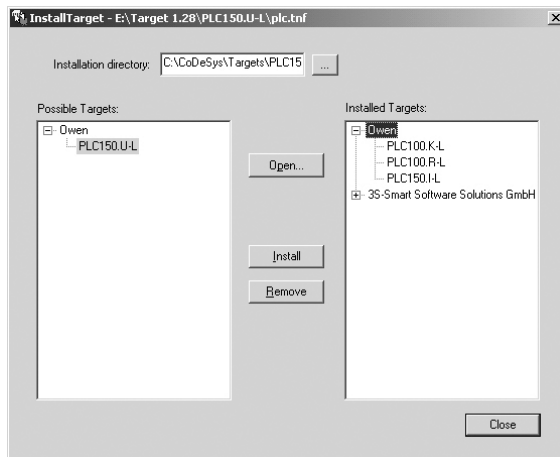 InstallTarget - E:\Target 1.28\PLC150.U-L\plc.tnf
Installation directory: C:\CoDeSys\Targets\PLC15 ...
Possible Targets:
Owen
PLC150.U-L
Open...
Install
Remove
Installed Targets:
Owen
PLC100.K-L
PLC100.R-L
PLC150.I-L
3S-Smart Software Solutions GmbH
Close